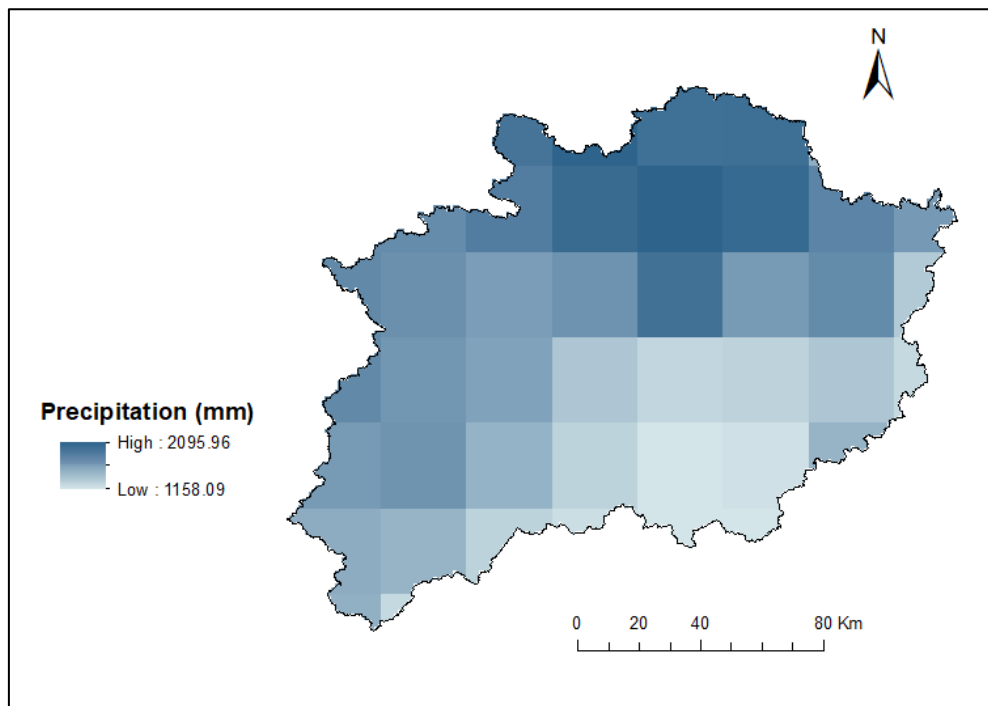 N
Precipitation (mm)
High : 2095.96
Low : 1158.09
0 20 40 80 Km